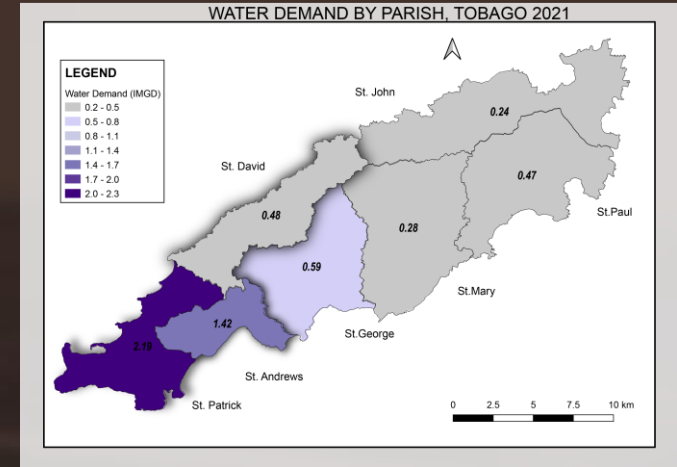 WATER DEMAND BY PARISH, TOBAGO 2021
LEGEND
Water Demand (IMGD)
0.2 - 0.5
0.5 - 0.8
0.8 - 1.1
1.1 - 1.4
1.4 - 1.7
1.7 - 2.0
2.0 - 2.3
St. John
0.24
St. David
0.47
0.48
St.Paul
0.28
0.59
St.Mary
1.42
St.George
2.19
St. Andrews
St. Patrick
0 2.5 5 7.5 10 km